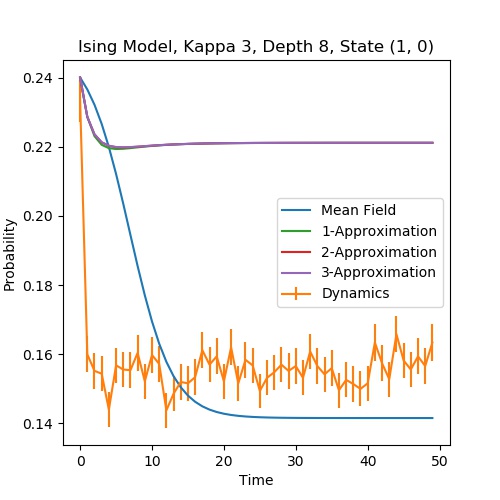 Ising Model, Kappa 3, Depth 8, State (1, 0)
0.24
0.22
0.20
0.18
0.16
0.14
Probability
Mean Field
1-Approximation
2-Approximation
3-Approximation
Dynamics
0 10 20 30 40 50
Time